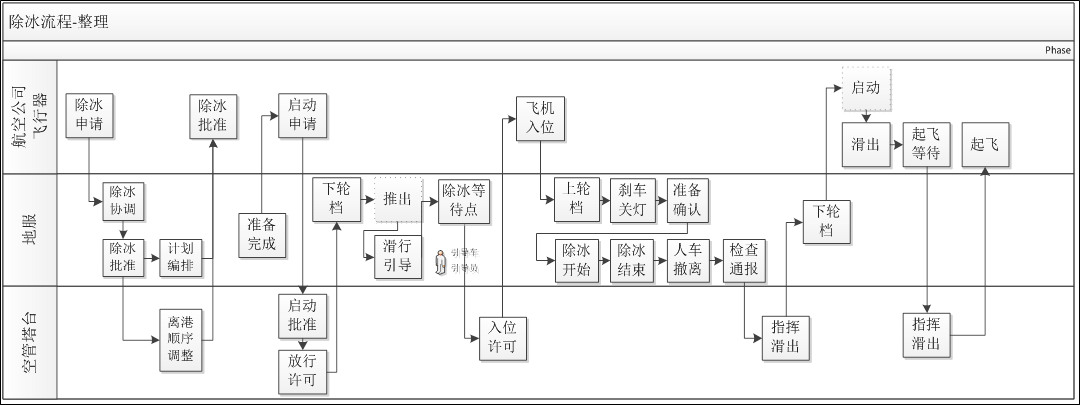 除冰流程-整理
Phase
航空公司
飞行器
除冰
申请
除冰
批准
启动
申请
飞机
入位
启动
滑出
起飞
等待
起飞
地服
除冰
协调
除冰
批准
计划
编排
准备
完成
下轮
档
推出
滑行
引导
除冰等
待点
引导车
引导员
上轮
档
刹车
关灯
准备
确认
除冰
开始
除冰
结束
人车
撤离
检查
通报
下轮
档
空管塔台
离港
顺序
调整
启动
批准
放行
许可
入位
许可
指挥
滑出
指挥
滑出